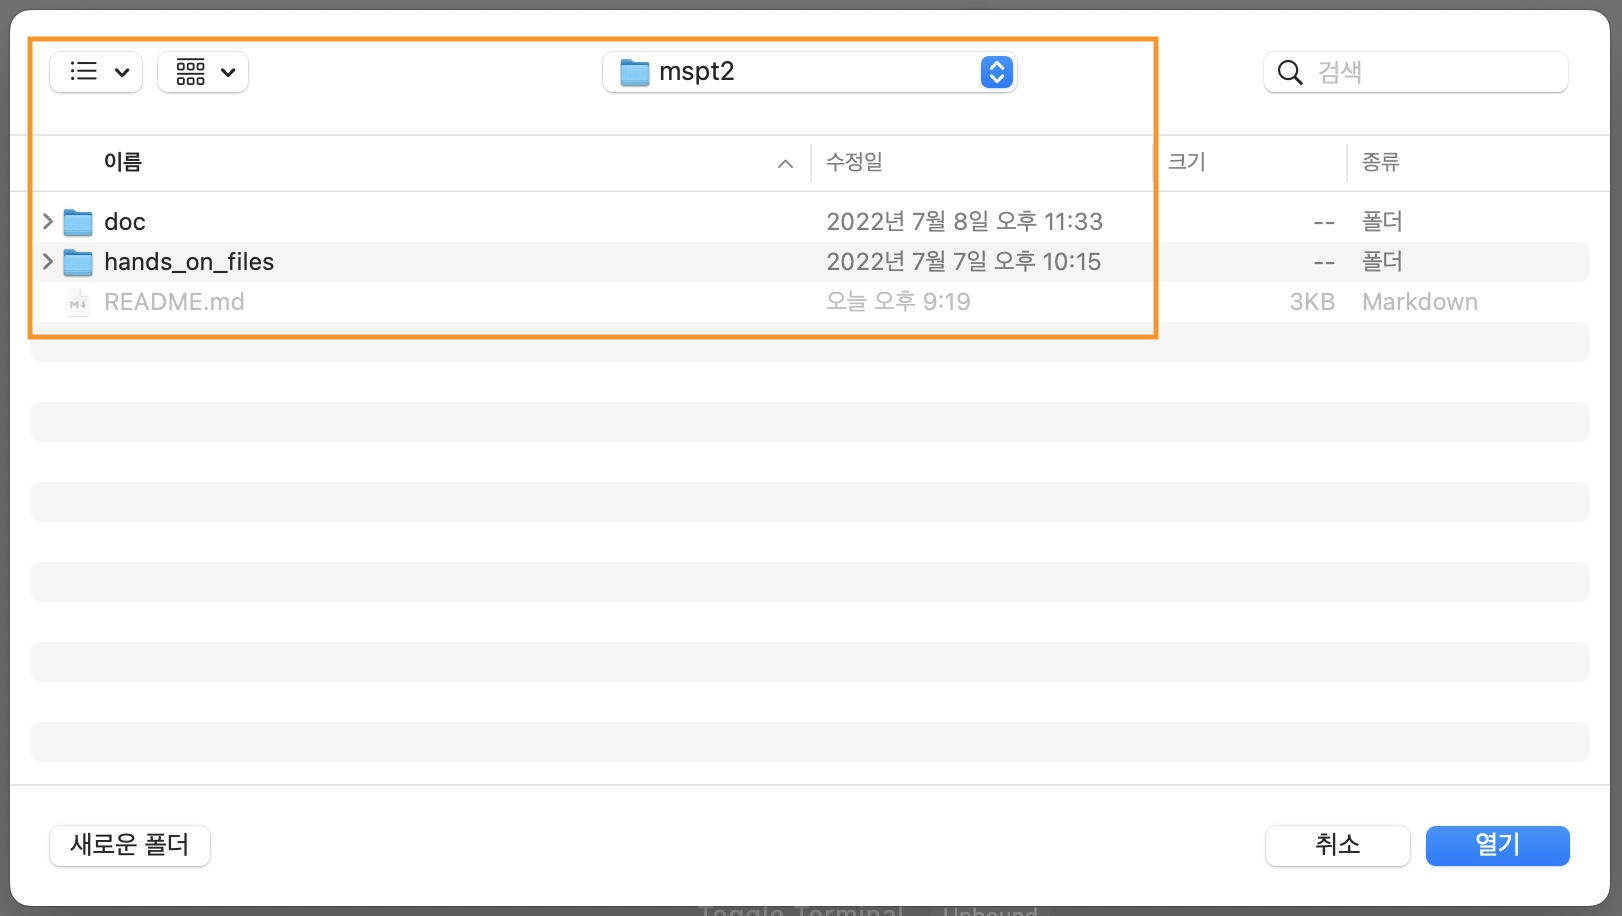 mspt2 검색
이름 수정일 크기 종류
doc 2022년 7월 8일 오후 11:33 -- 폴더
hands_on_files 2022년 7월 7일 오후 10:15 -- 폴더
README.md 오늘 오후 9:19 3KB Markdown
새로운 폴더 취소 열기
Toggle Terminal Unbound